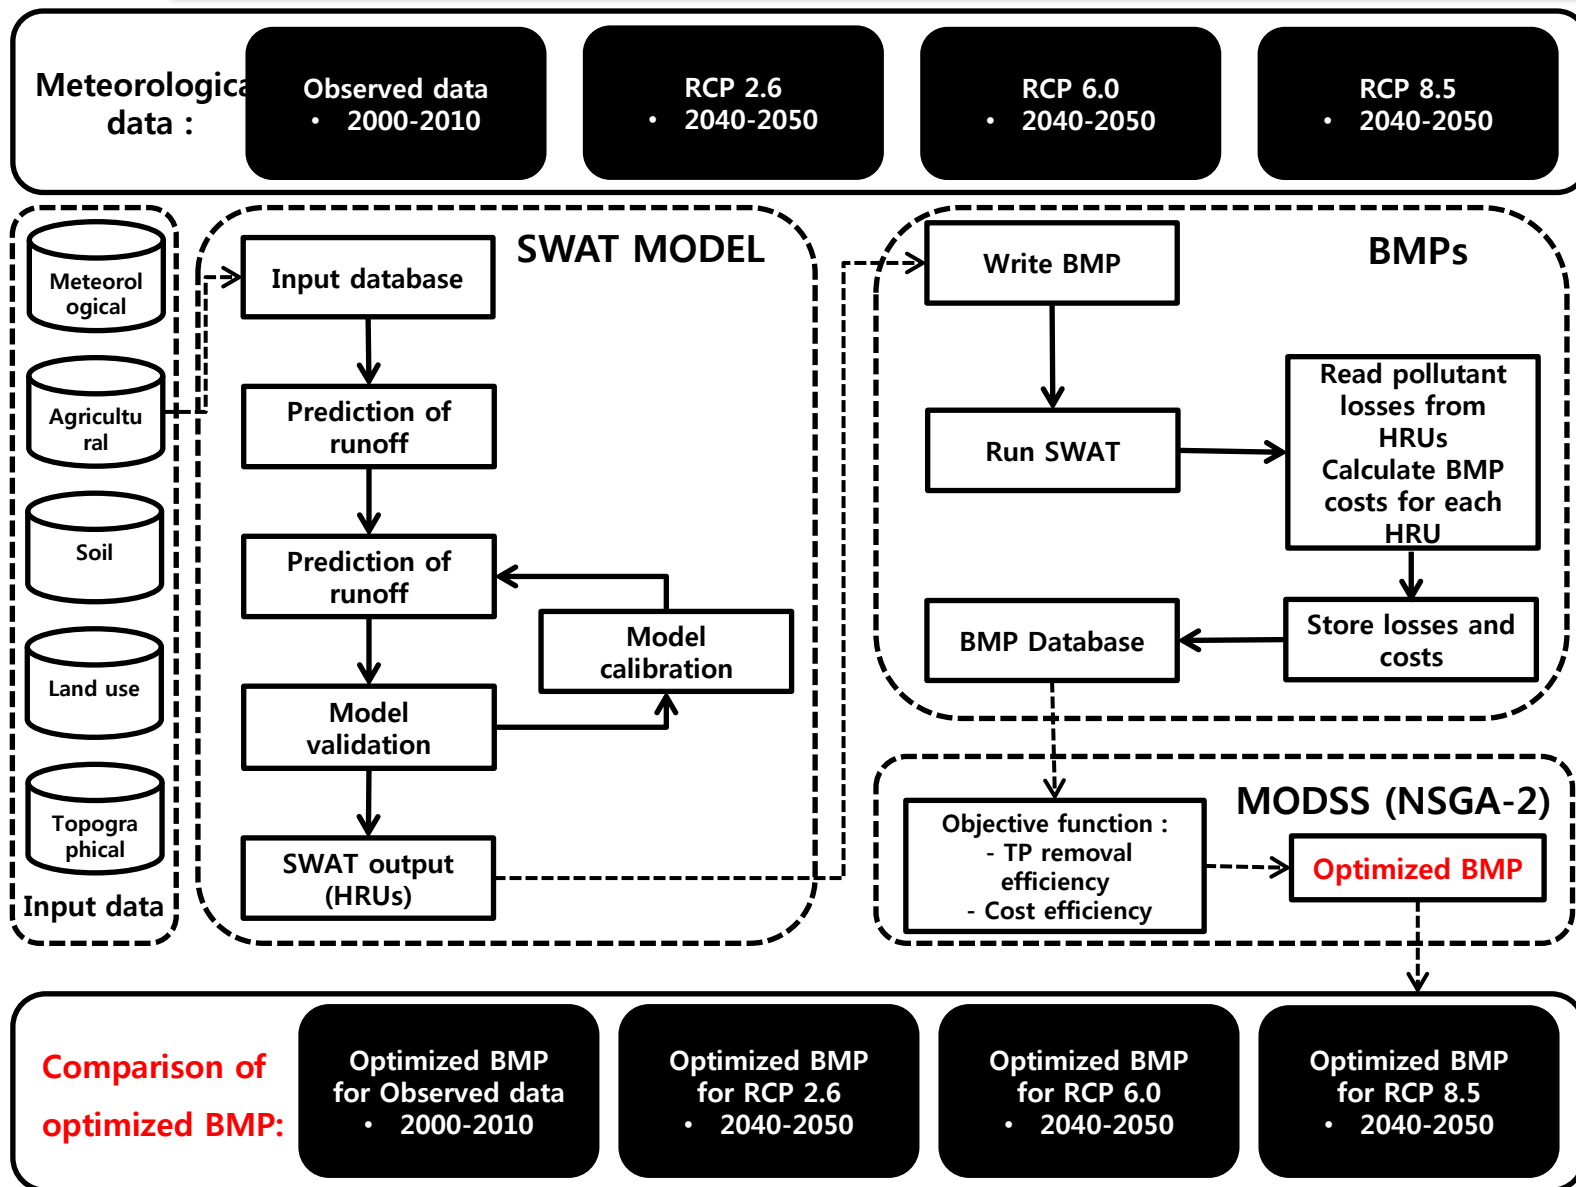 Meteorologica
data :
Observed data
• 2000-2010
RCP 2.6
• 2040-2050
RCP 6.0
• 2040-2050
RCP 8.5
• 2040-2050
Meteorol
ogical
Agricultu
ral
Soil
Land use
Topogra
phical
Input data
SWAT MODEL
Input database
Prediction of
runoff
Prediction of
runoff
Model
calibration
Model
validation
SWAT output
(HRUs)
BMPs
Write BMP
Run SWAT
Read pollutant
losses from
HRUs
Calculate BMP
costs for each
HRU
Store losses and
costs
BMP Database
MODSS (NSGA-2)
Objective function :
- TP removal
efficiency
- Cost efficiency
Optimized BMP
Comparison of
optimized BMP:
Optimized BMP
for Observed data
• 2000-2010
Optimized BMP
for RCP 2.6
• 2040-2050
Optimized BMP
for RCP 6.0
• 2040-2050
Optimized BMP
for RCP 8.5
• 2040-2050